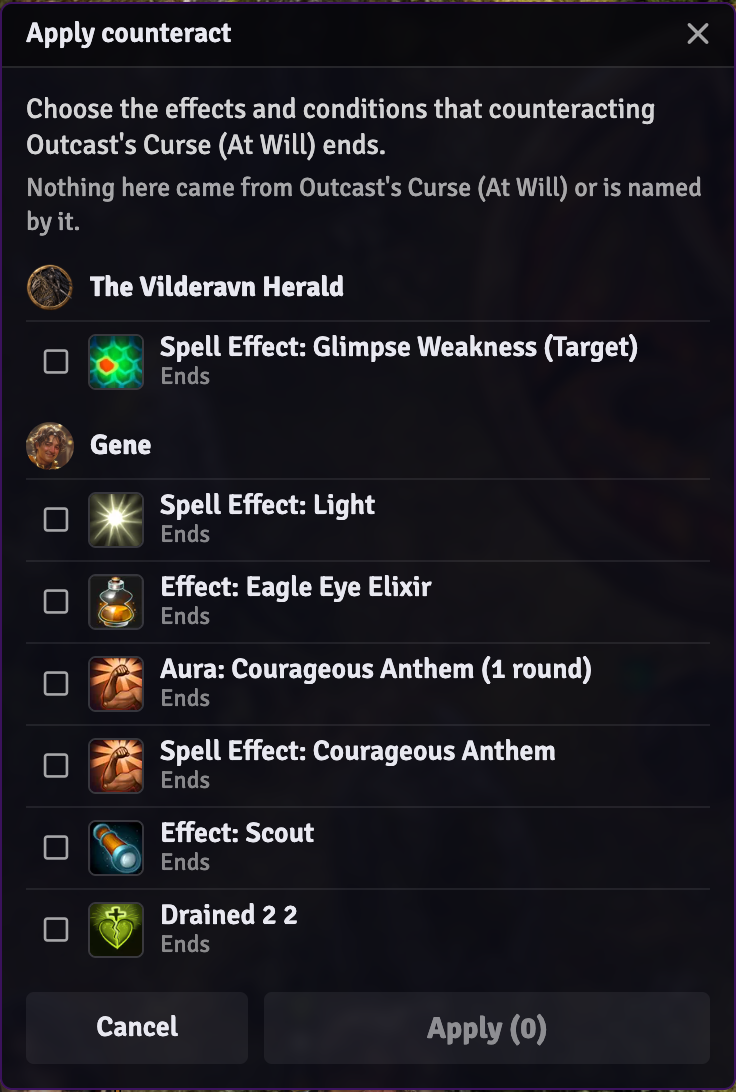 Apply counteract
Choose the effects and conditions that counteracting
Outcast's Curse (At Will) ends.
Nothing here came from Outcast's Curse (At Will) or is named
by it.
The Vilderavn Herald
Spell Effect: Glimpse Weakness (Target)
Ends
Gene
Spell Effect: Light
Ends
Effect: Eagle Eye Elixir
Ends
Aura: Courageous Anthem (1 round)
Ends
Spell Effect: Courageous Anthem
Ends
Effect: Scout
Ends
Drained 2 2
Ends
Cancel
Apply (0)